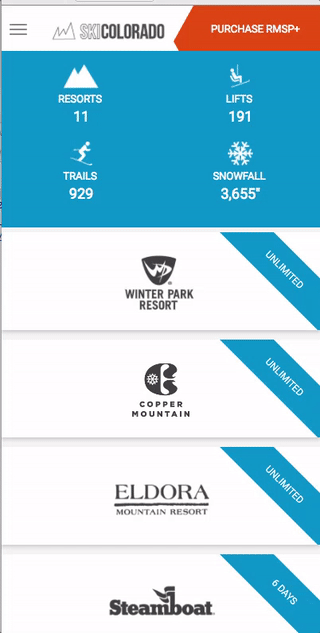 SKICOLORADO
PURCHASE RMSP+
RESORTS
11
LIFTS
191
TRAILS
929
SNOWFALL
3,655"
UNLIMITED
WINTER PARK
RESORT
UNLIMITED
COPPER
MOUNTAIN
UNLIMITED
ELDORA
MOUNTAIN RESORT
6 DAYS
Steamboat